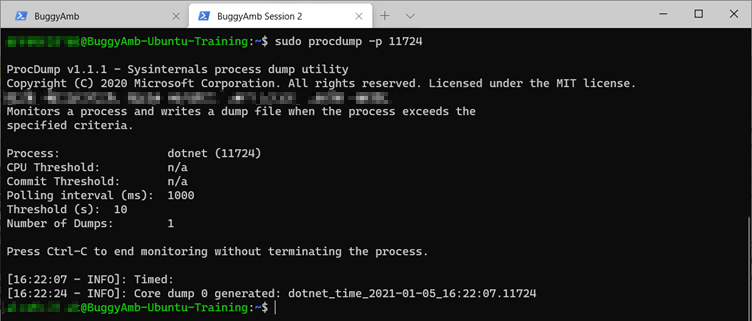 BuggyAmb
BuggyAmb Session 2
@BuggyAmb-Ubuntu-Training:~$ sudo procdump -p 11724
ProcDump v1.1.1 - Sysinternals process dump utility
Copyright (C) 2020 Microsoft Corporation. All rights reserved. Licensed under the MIT license.
Monitors a process and writes a dump file when the process exceeds the
specified criteria.
Process: dotnet (11724)
CPU Threshold: n/a
Commit Threshold: n/a
Polling interval (ms): 1000
Threshold (s): 10
Number of Dumps: 1
Press Ctrl-C to end monitoring without terminating the process.
[16:22:07 - INFO]: Timed:
[16:22:24 - INFO]: Core dump 0 generated: dotnet_time_2021-01-05_16:22:07.11724
@BuggyAmb-Ubuntu-Training:~$